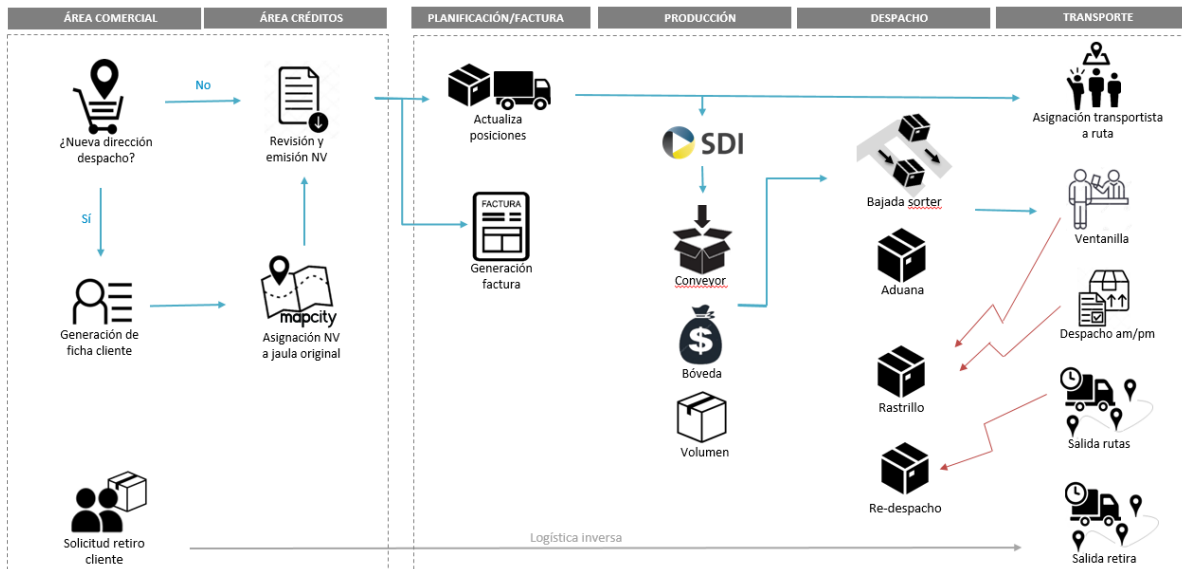 ÁREA COMERCIAL
ÁREA CRÉDITOS
PLANIFICACIÓN/FACTURA
PRODUCCIÓN
DESPACHO
TRANSPORTE
No
¿Nueva dirección
despacho?
Revisión y
emisión NV
Actualiza
posiciones
SDI
Bajada sorter
Asignación transportista
a ruta
Sí
FACTURA
Generación
factura
Conveyor
Aduana
Ventanilla
Generación de
ficha cliente
mapcity
Asignación NV
a jaula original
Despacho am/pm
$
Bóveda
Rastrillo
Volumen
Salida rutas
Re-despacho
Solicitud retiro
cliente
Logística inversa
Salida retira